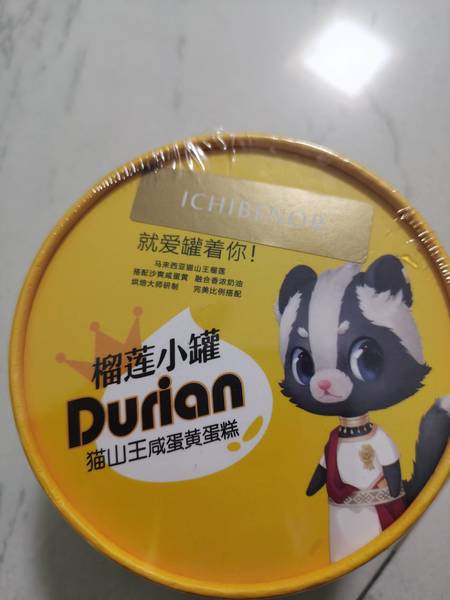 ICHIBENOR
就爱罐着你!
马来西亚猫山王榴莲
搭配沙爽咸蛋黄 融合香浓奶油
烘焙大师研制 完美比例搭配
榴莲小罐
Durian
猫山王咸蛋黄蛋糕